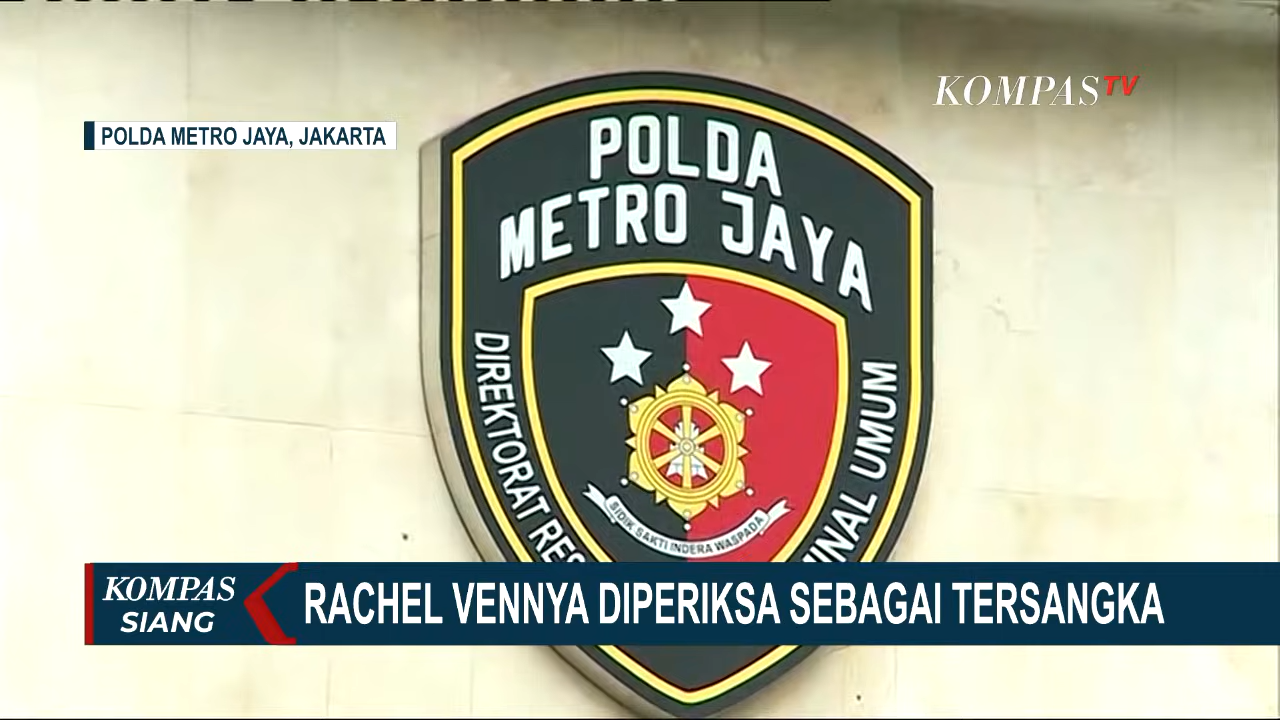 KOMPASTV
POLDA METRO JAYA, JAKARTA
POLDA
METRO JAYA
DIREKTORAT
UMUM
SIDIK SAKTI INDERA WASPADA
KOMPAS
SIANG
RACHEL VENNYA DIPERIKSA SEBAGAI TERSANGKA